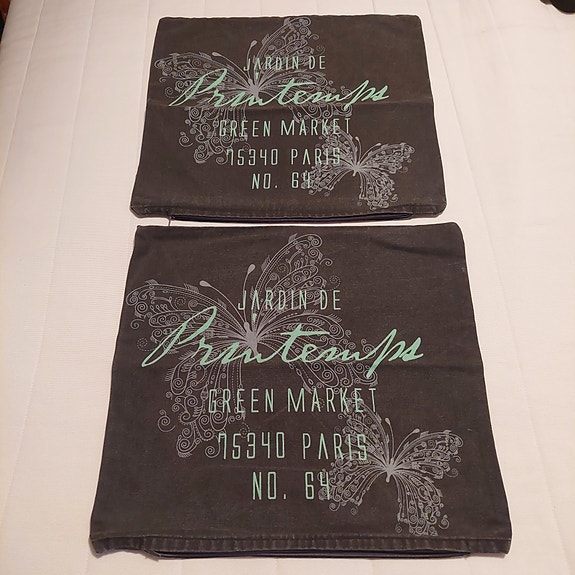 JARDIN DE
Printemps
GREEN MARKET
75340 PARIS
NO. 64
JARDIN DE
Printemps
GREEN MARKET
75340 PARIS
NO. 64